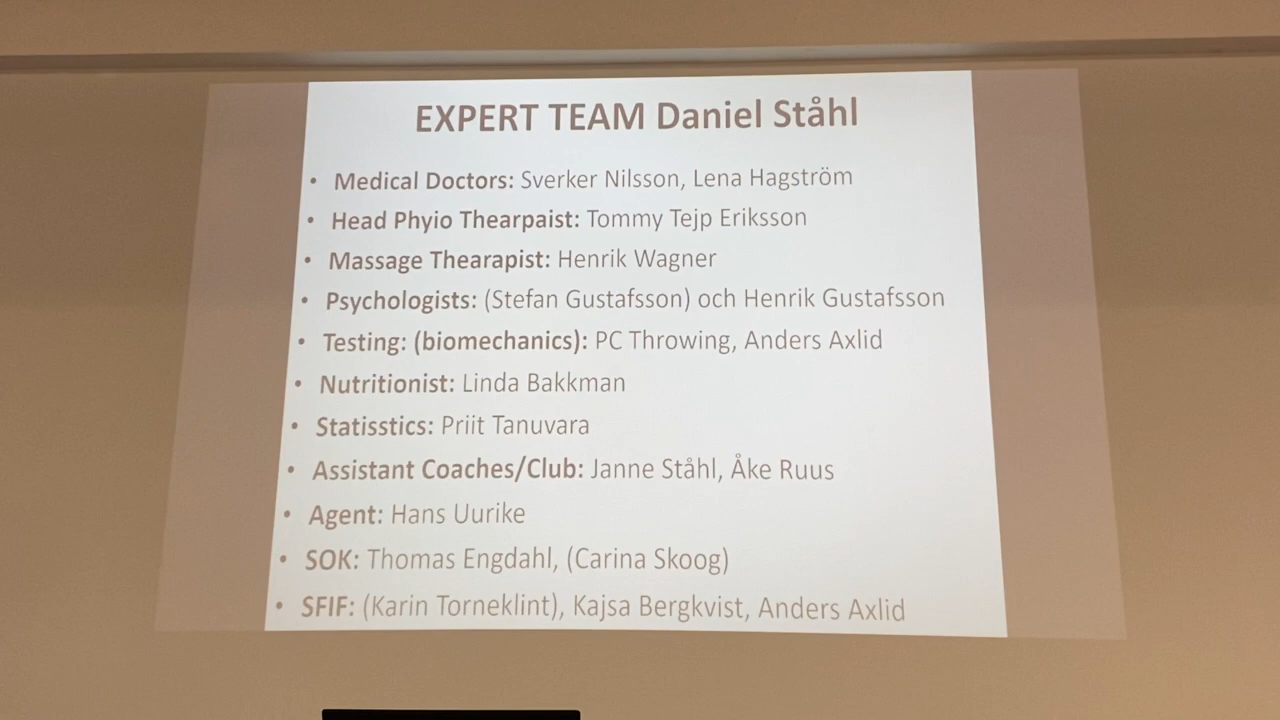 EXPERT TEAM Daniel Ståhl
• Medical Doctors: Sverker Nilsson, Lena Hagström
• Head Phyio Thearpaist: Tommy Tejp Eriksson
• Massage Thearapist: Henrik Wagner
• Psychologists: (Stefan Gustafsson) och Henrik Gustafsson
• Testing: (biomechanics): PC Throwing, Anders Axlid
• Nutritionist: Linda Bakkman
• Statisstics: Priit Tanuvara
• Assistant Coaches/Club: Janne Ståhl, Åke Ruus
• Agent: Hans Uurike
• SOK: Thomas Engdahl, (Carina Skoog)
• SFIF: (Karin Torneklint), Kajsa Bergkvist, Anders Axlid